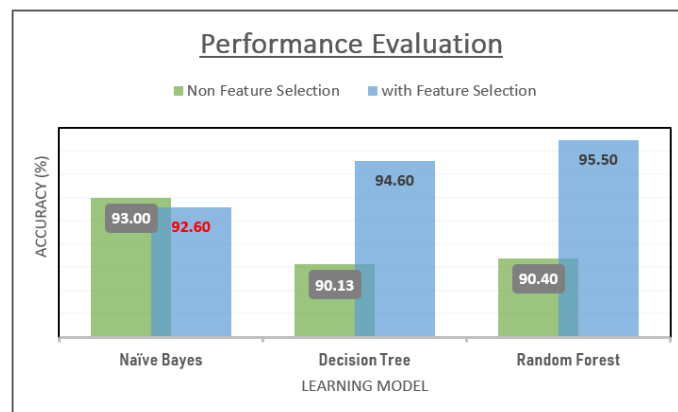 Performance Evaluation
Non Feature Selection with Feature Selection
ACCURACY (%)
93.00
92.60
90.13
94.60
90.40
95.50
Naïve Bayes Decision Tree Random Forest
LEARNING MODEL